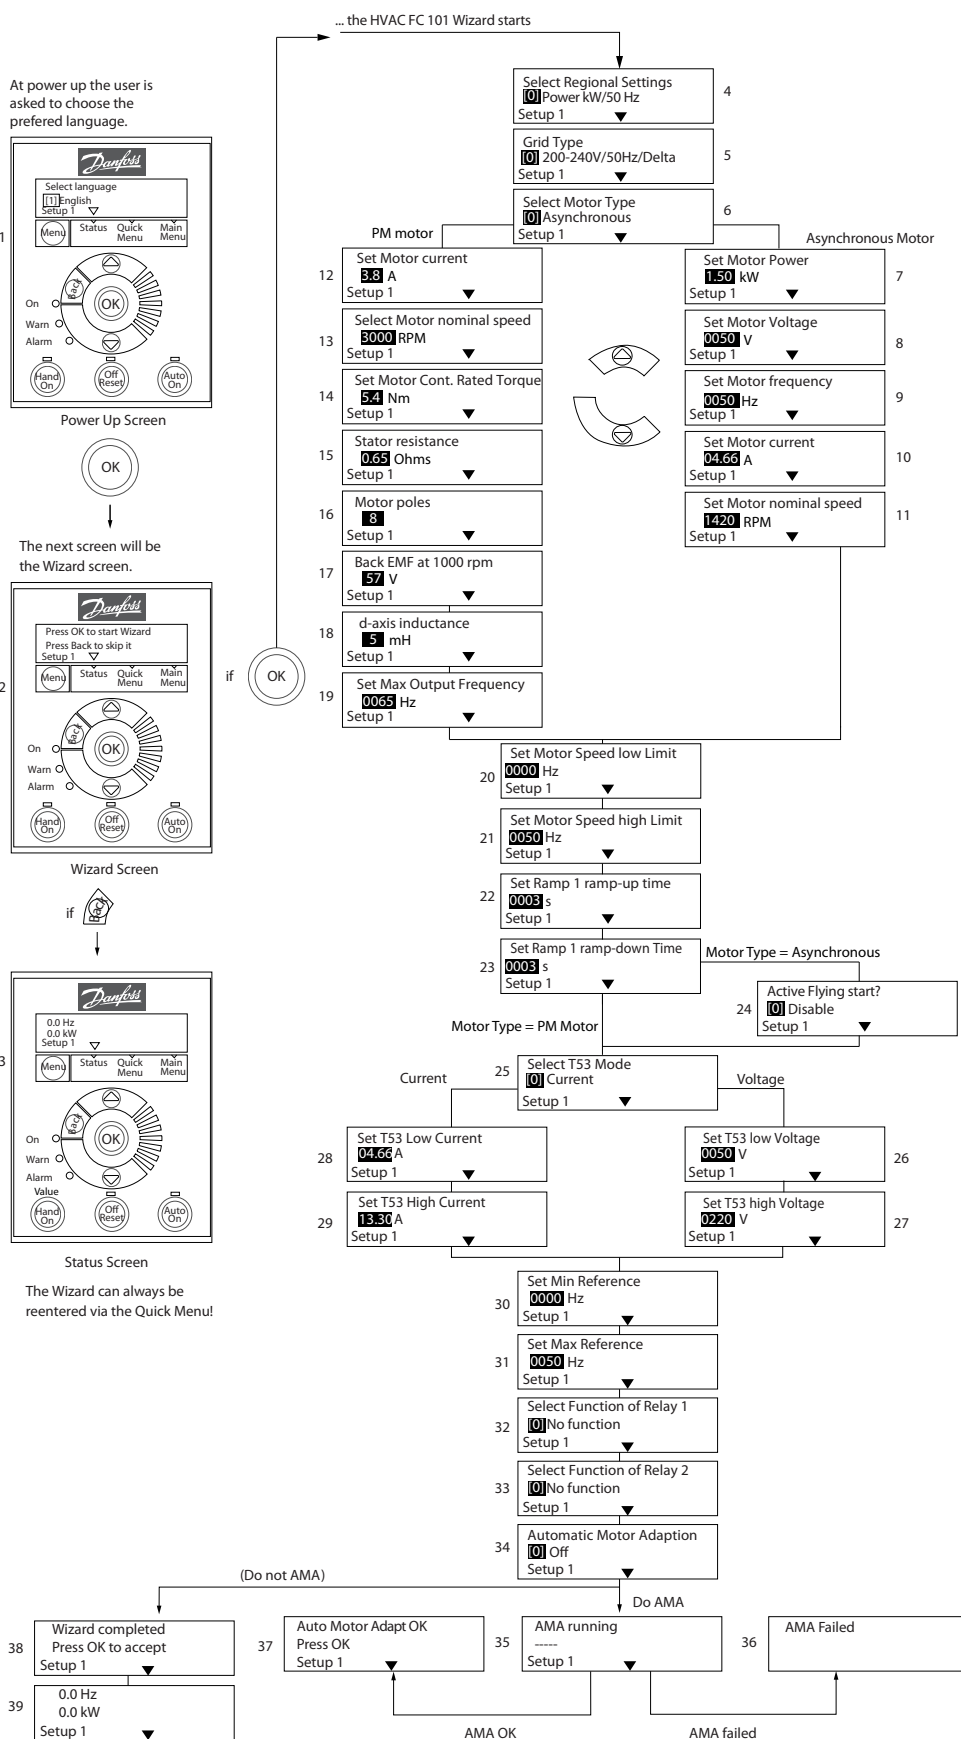 ... the HVAC FC 101 Wizard starts
At power up the user is
asked to choose the
prefered language.
1
Danfoss
Select language
[1] English
Setup 1
Menu
Status
Quick
Menu
Main
Menu
Back
OK
On
Warn
Alarm
Hand
On
Off
Reset
Auto
On
Power Up Screen
OK
The next screen will be
the Wizard screen.
2
Danfoss
Press OK to start Wizard
Press Back to skip it
Setup 1
Menu
Status
Quick
Menu
Main
Menu
Back
OK
On
Warn
Alarm
Hand
On
Off
Reset
Auto
On
Wizard Screen
if OK
if Back
3
Danfoss
0.0 Hz
0.0 kW
Setup 1
Menu
Status
Quick
Menu
Main
Menu
Back
OK
On
Warn
Alarm
Value
Hand
On
Off
Reset
Auto
On
Status Screen
The Wizard can always be
reentered via the Quick Menu!
4
Select Regional Settings
[0] Power kW/50 Hz
Setup 1
5
Grid Type
[0] 200-240V/50Hz/Delta
Setup 1
6
Select Motor Type
[0] Asynchronous
Setup 1
PM motor
Asynchronous Motor
12
Set Motor current
3.8 A
Setup 1
13
Select Motor nominal speed
3000 RPM
Setup 1
14
Set Motor Cont. Rated Torque
5.4 Nm
Setup 1
15
Stator resistance
0.65 Ohms
Setup 1
16
Motor poles
8
Setup 1
17
Back EMF at 1000 rpm
57 V
Setup 1
18
d-axis inductance
5 mH
Setup 1
19
Set Max Output Frequency
0065 Hz
Setup 1
7
Set Motor Power
1.50 kW
Setup 1
8
Set Motor Voltage
0050 V
Setup 1
9
Set Motor frequency
0050 Hz
Setup 1
10
Set Motor current
04.66 A
Setup 1
11
Set Motor nominal speed
1420 RPM
Setup 1
20
Set Motor Speed low Limit
0000 Hz
Setup 1
21
Set Motor Speed high Limit
0050 Hz
Setup 1
22
Set Ramp 1 ramp-up time
0003 s
Setup 1
23
Set Ramp 1 ramp-down Time
0003 s
Setup 1
Motor Type = Asynchronous
24
Active Flying start?
[0] Disable
Setup 1
Motor Type = PM Motor
25
Select T53 Mode
[0] Current
Setup 1
Current
Voltage
28
Set T53 Low Current
04.66 A
Setup 1
29
Set T53 High Current
13.30 A
Setup 1
26
Set T53 low Voltage
0050 V
Setup 1
27
Set T53 high Voltage
0220 V
Setup 1
30
Set Min Reference
0000 Hz
Setup 1
31
Set Max Reference
0050 Hz
Setup 1
32
Select Function of Relay 1
[0] No function
Setup 1
33
Select Function of Relay 2
[0] No function
Setup 1
34
Automatic Motor Adaption
[0] Off
Setup 1
(Do not AMA)
Do AMA
38
Wizard completed
Press OK to accept
Setup 1
39
0.0 Hz
0.0 kW
Setup 1
37
Auto Motor Adapt OK
Press OK
Setup 1
35
AMA running
-----
Setup 1
36
AMA Failed
AMA OK
AMA failed